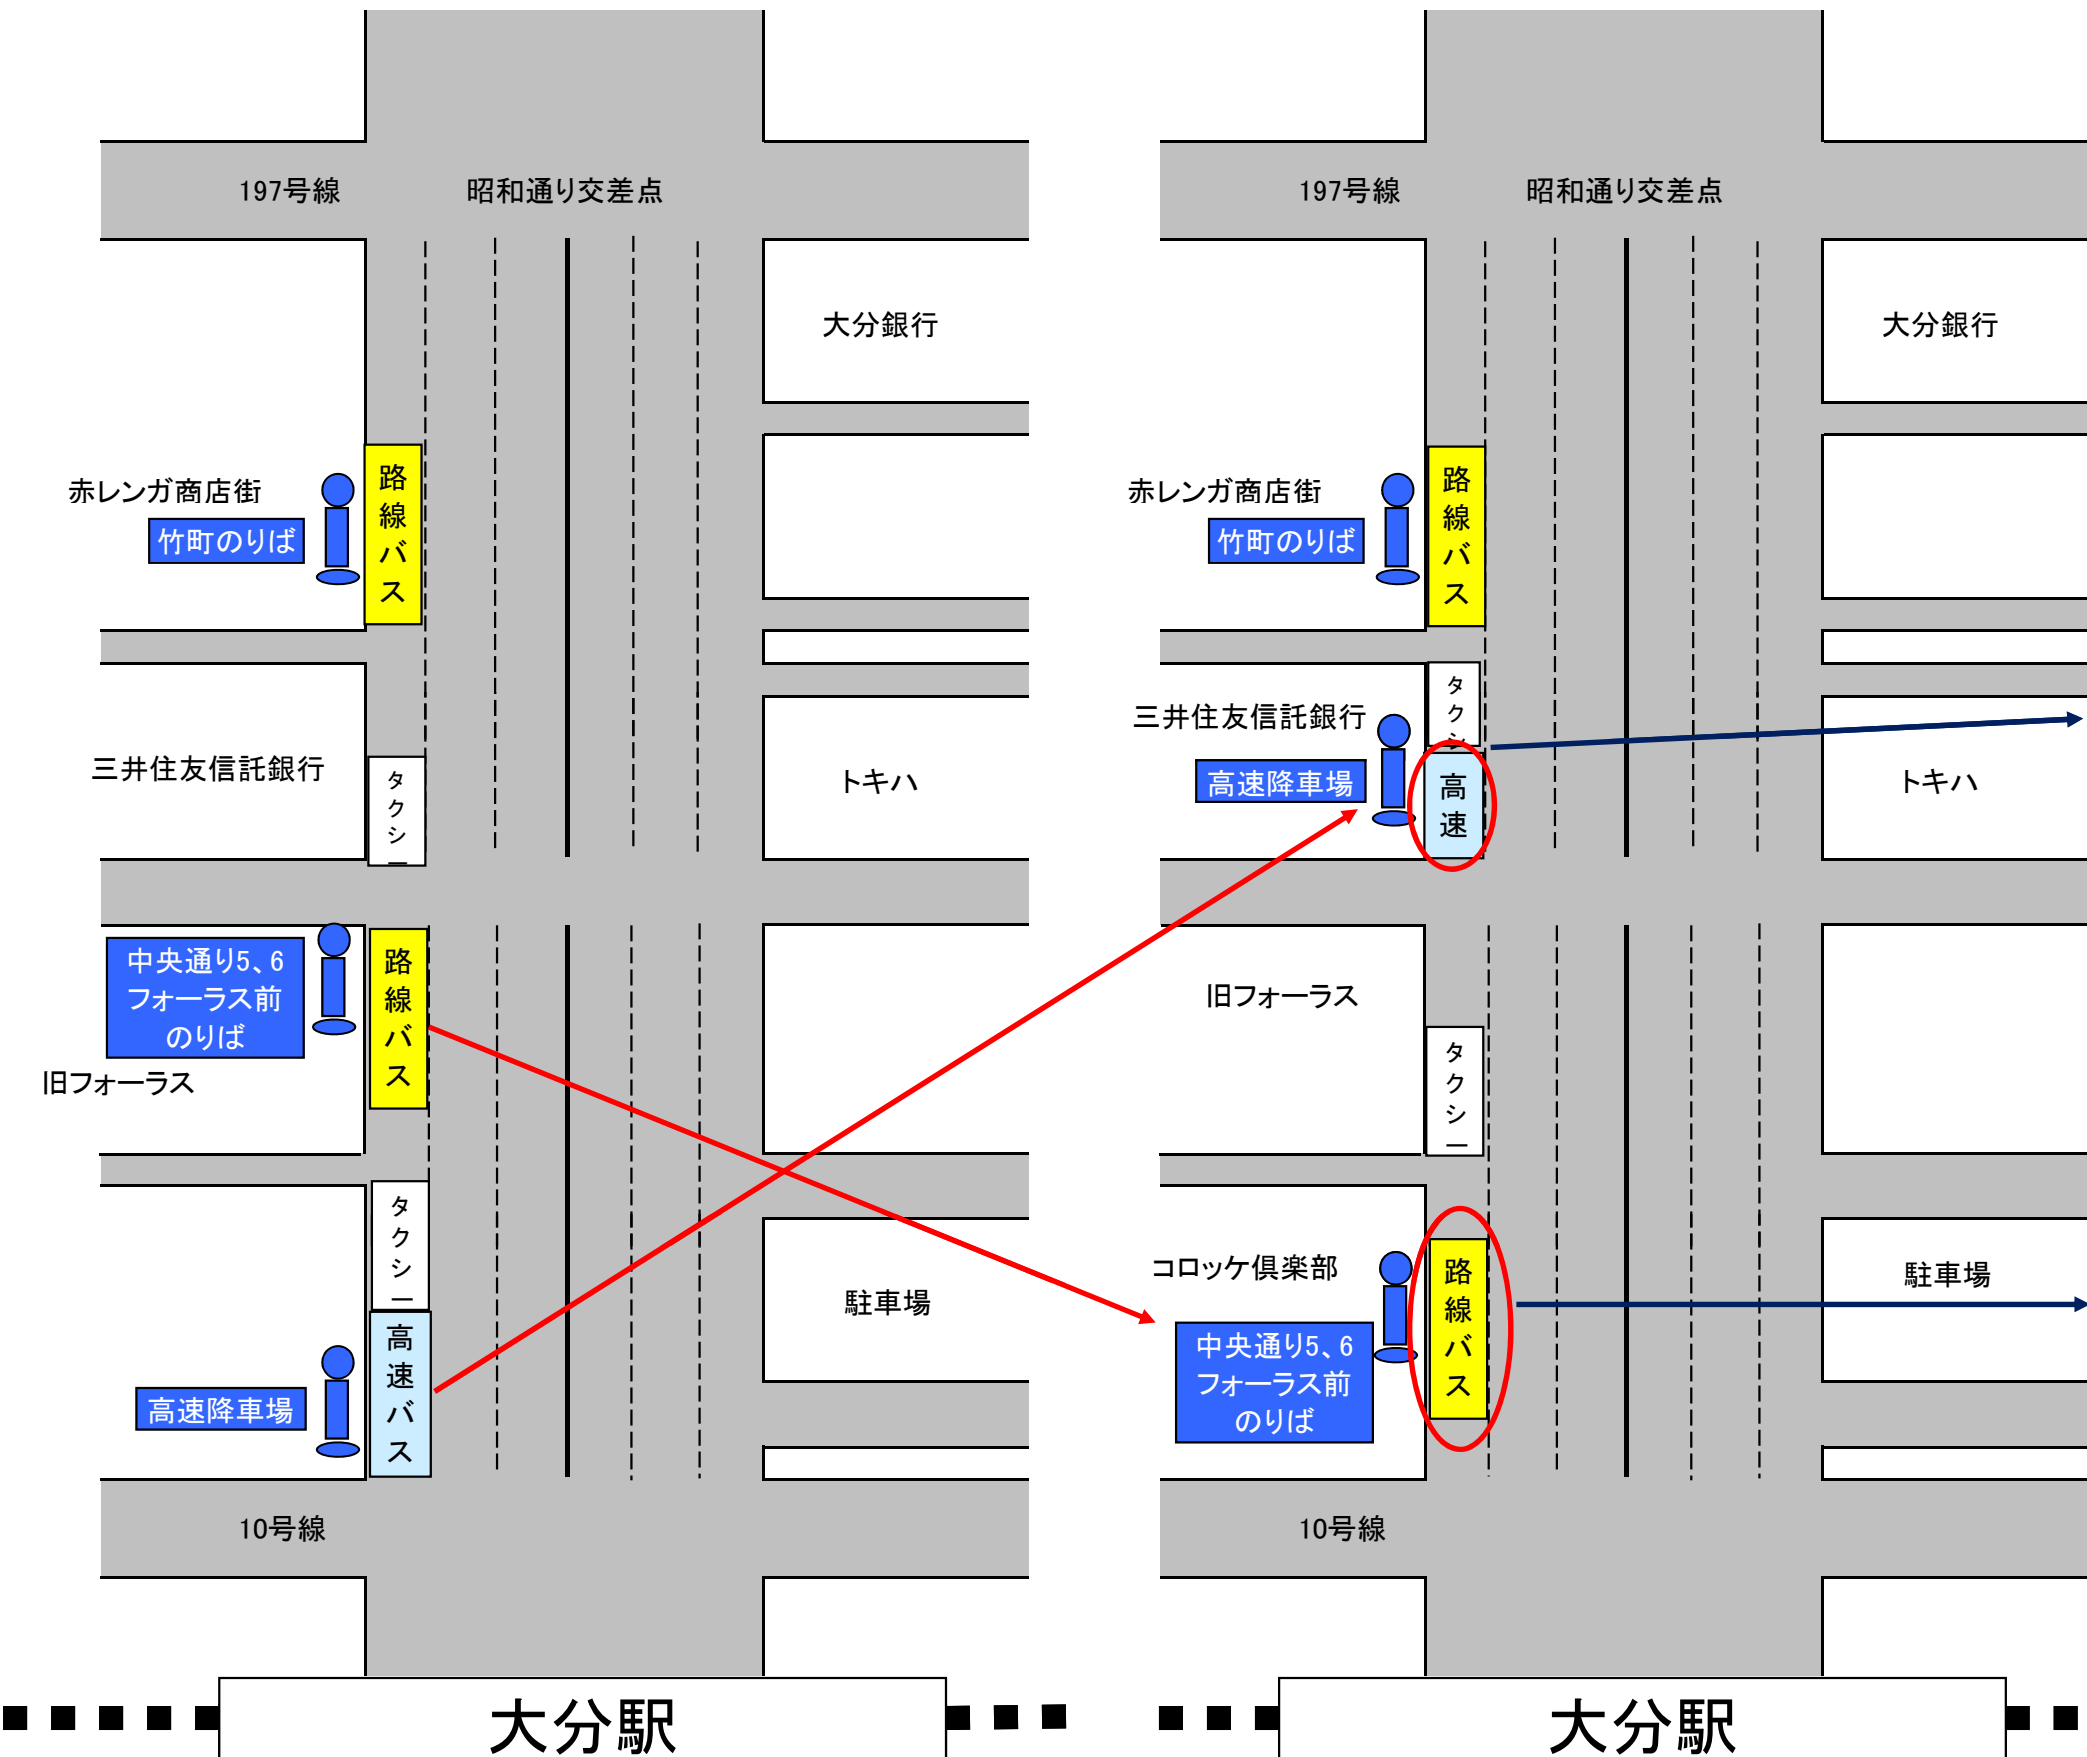 197号線
昭和通り交差点
大分銀行
赤レンガ商店街
竹町のりば
路線バス
三井住友信託銀行
タクシー
トキハ
中央通り5、6
フォーラス前
のりば
路線バス
旧フォーラス
タクシー
駐車場
高速バス
高速降車場
10号線
大分駅
197号線
昭和通り交差点
大分銀行
赤レンガ商店街
竹町のりば
路線バス
三井住友信託銀行
タクシ
高速降車場
高速
トキハ
旧フォーラス
タクシー
コロッケ倶楽部
路線バス
駐車場
中央通り5、6
フォーラス前
のりば
10号線
大分駅